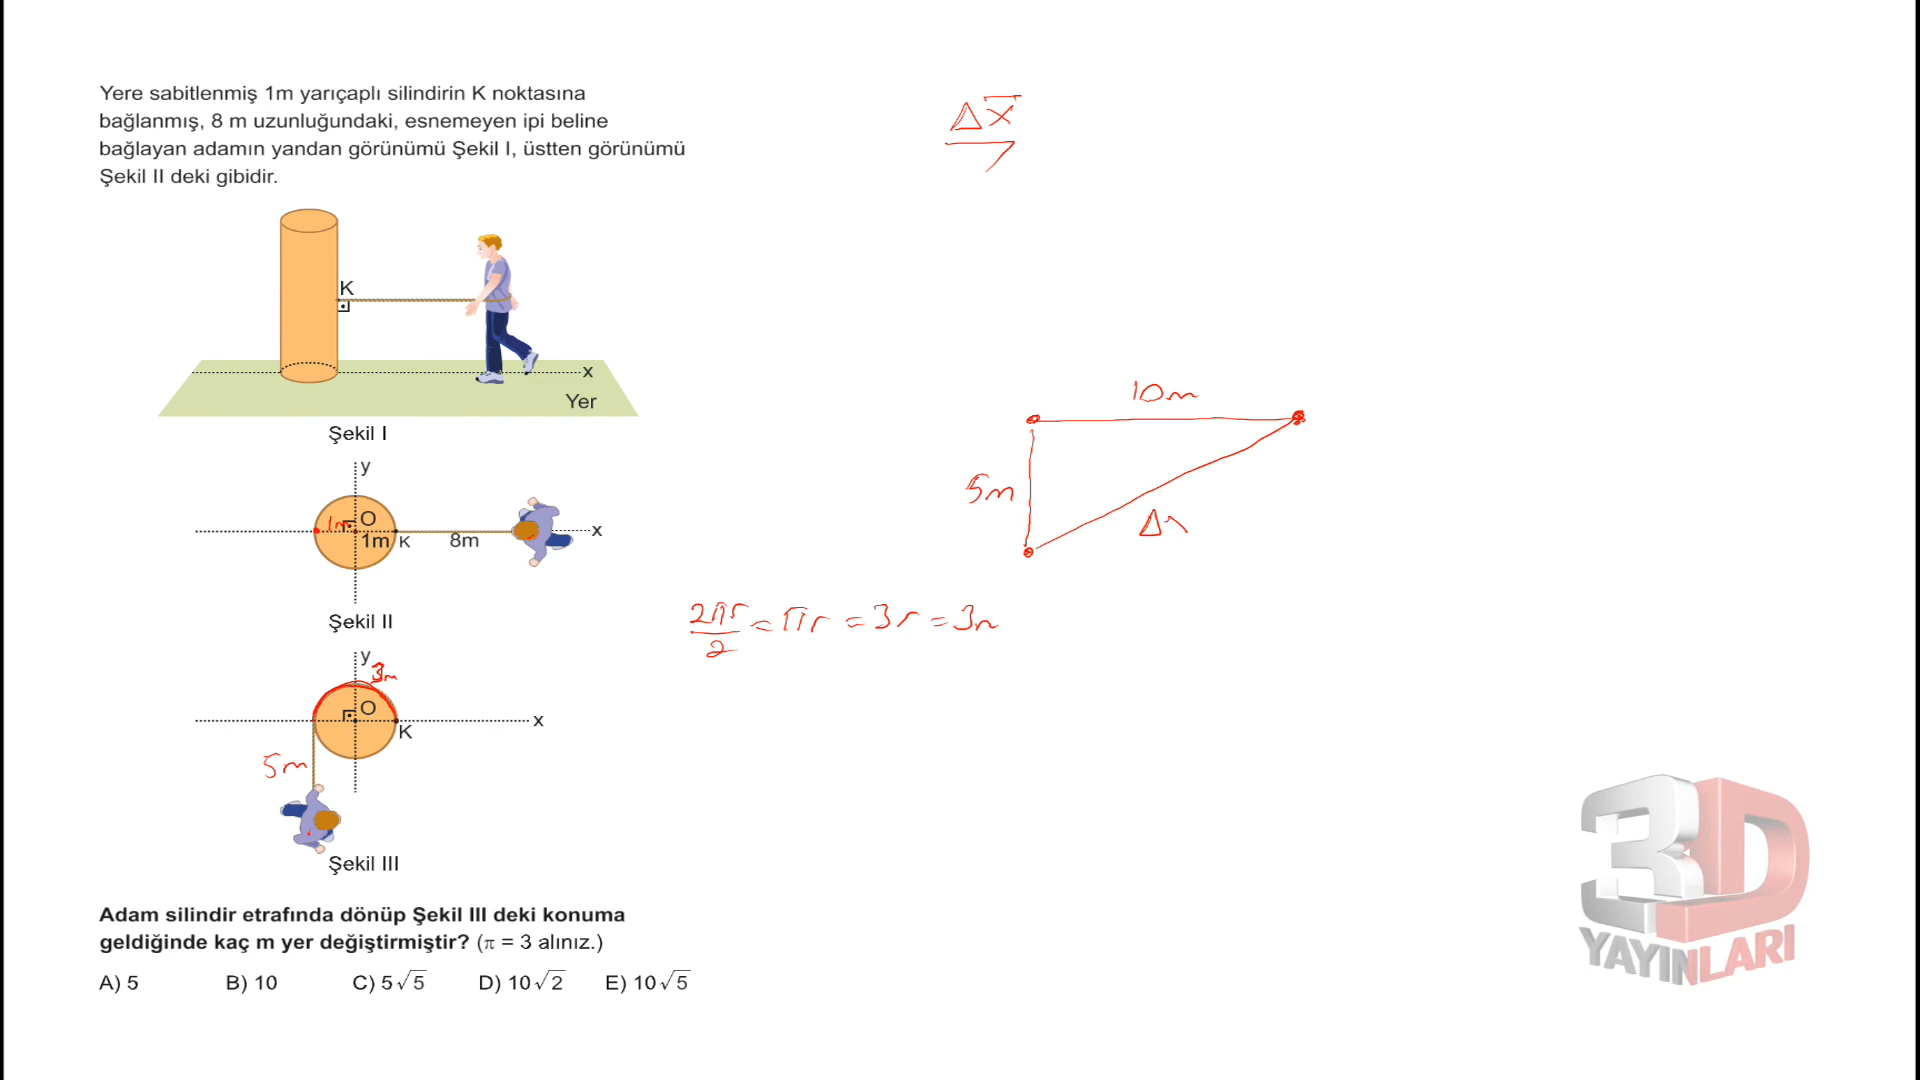 Yere sabitlenmiş 1m yarıçaplı silindirin K noktasına
bağlanmış, 8 m uzunluğundaki, esnemeyen ipi beline
bağlayan adamın yandan görünümü Şekil I, üstten görünümü
Şekil II deki gibidir.
K
x
Yer
Şekil I
y
O
1m
1m
K
8m
x
Şekil II
y
3m
O
K
x
5m
Şekil III
Adam silindir etrafında dönüp Şekil III deki konuma
geldiğinde kaç m yer değiştirmiştir? (π = 3 alınız.)
A) 5 B) 10 C) 5√5 D) 10√2 E) 10√5
Δx
10m
5m
2πr/2 = πr = 3r = 3m
3D
YAYINLARI